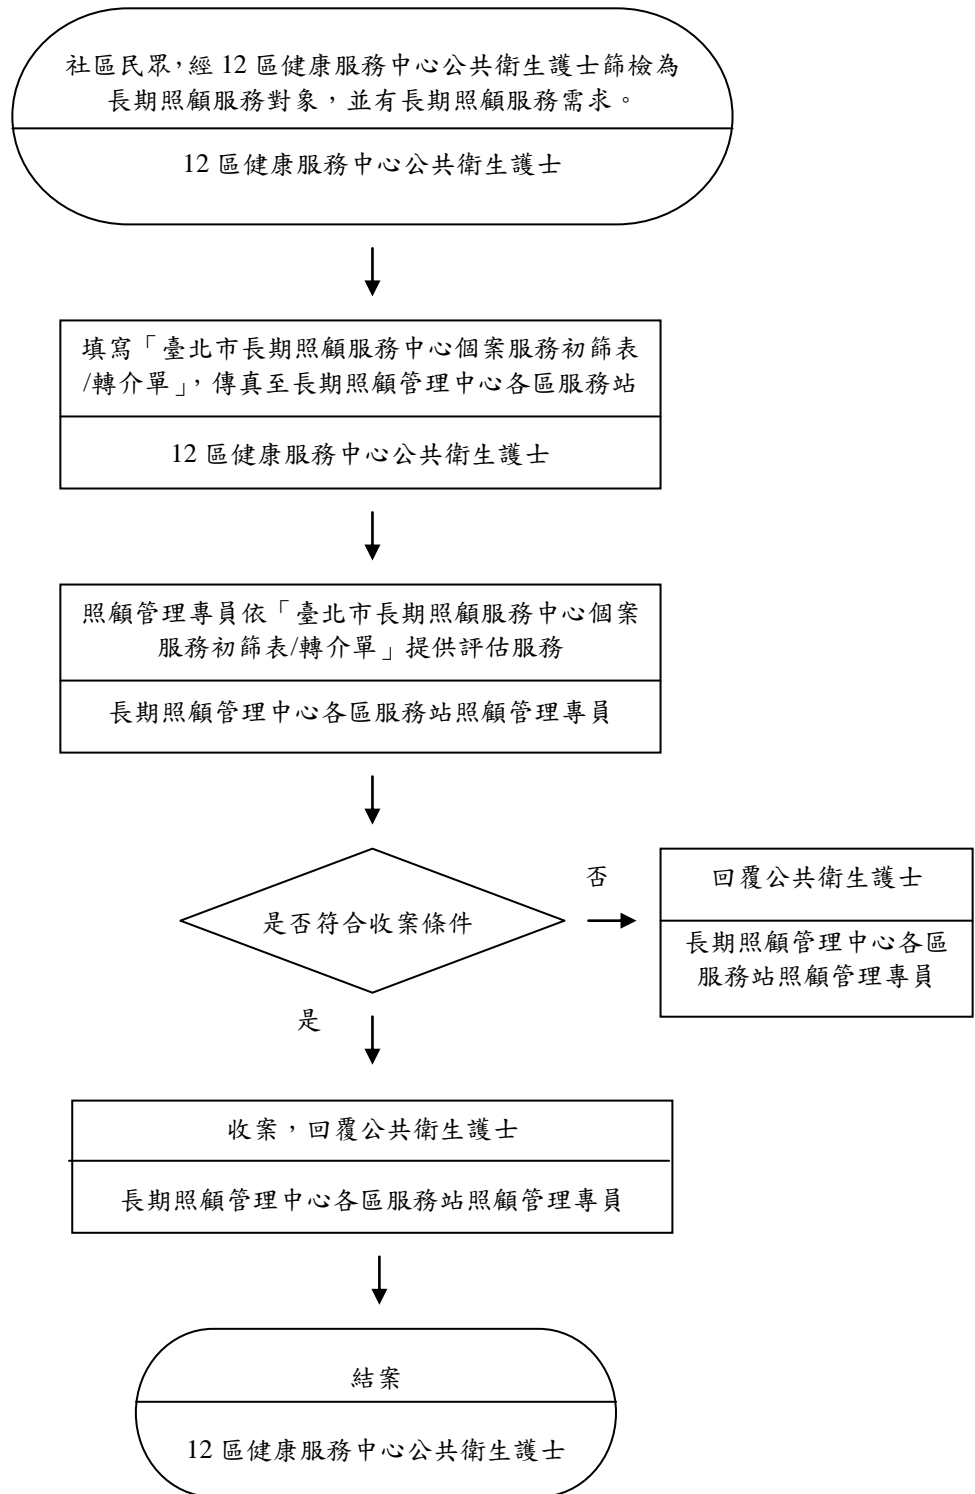 社區民眾，經 12 區健康服務中心公共衛生護士篩檢為
長期照顧服務對象，並有長期照顧服務需求。
12 區健康服務中心公共衛生護士
填寫「臺北市長期照顧服務中心個案服務初篩表
/轉介單」，傳真至長期照顧管理中心各區服務站
12 區健康服務中心公共衛生護士
照顧管理專員依「臺北市長期照顧服務中心個案
服務初篩表/轉介單」提供評估服務
長期照顧管理中心各區服務站照顧管理專員
是否符合收案條件
否
回覆公共衛生護士
長期照顧管理中心各區
服務站照顧管理專員
是
收案，回覆公共衛生護士
長期照顧管理中心各區服務站照顧管理專員
結案
12 區健康服務中心公共衛生護士